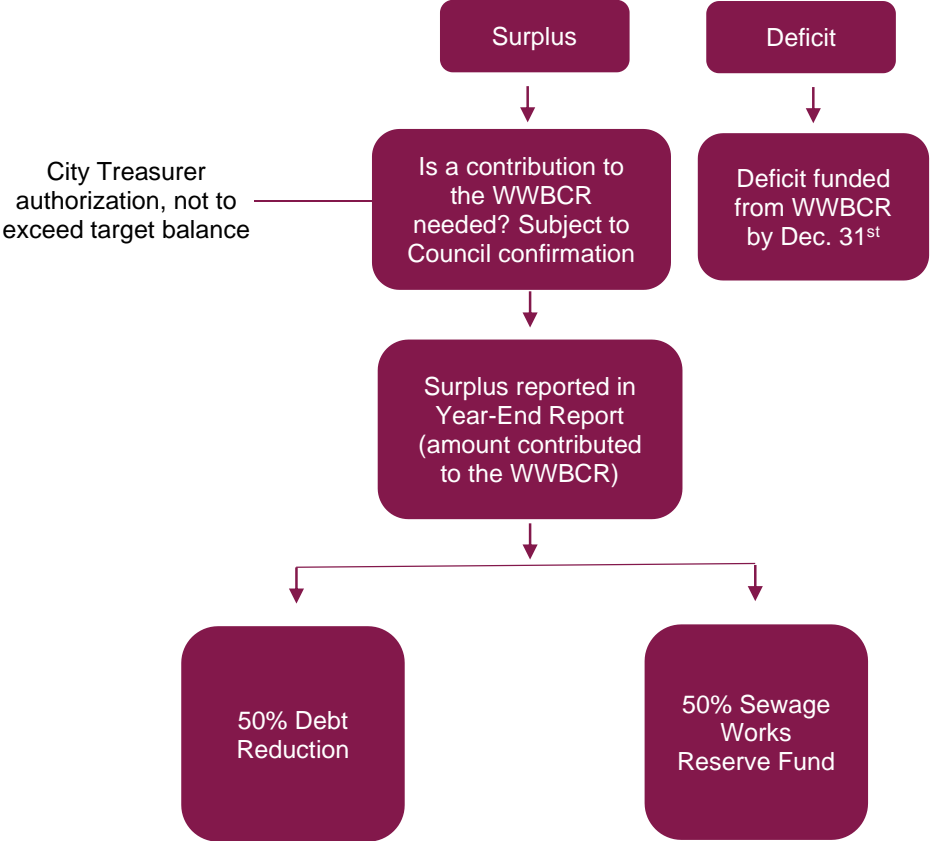 Surplus
Deficit
City Treasurer
authorization, not to
exceed target balance
Is a contribution to
the WWBCR
needed? Subject to
Council confirmation
Deficit funded
from WWBCR
by Dec. 31st
Surplus reported in
Year-End Report
(amount contributed
to the WWBCR)
50% Debt
Reduction
50% Sewage
Works
Reserve Fund